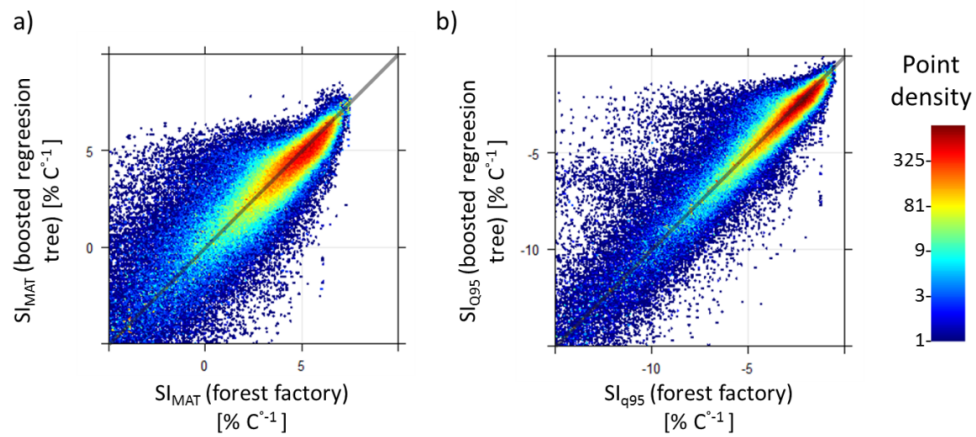 a)
SI_MAT (boosted regreesion
tree) [% C°⁻¹]
5
0
0
5
SI_MAT (forest factory)
[% C°⁻¹]
b)
SI_Q95 (boosted regreesion
tree) [% C°⁻¹]
-5
-10
-10
-5
SI_q95 (forest factory)
[% C°⁻¹]
Point
density
325
81
9
3
1